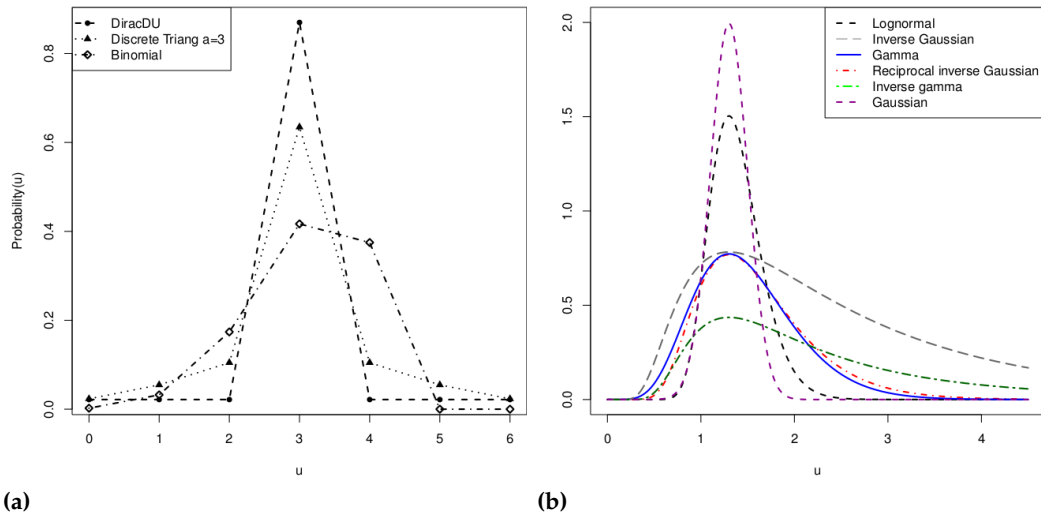 DiracDU
Discrete Triang a=3
Binomial
Probability(u)
0.8
0.6
0.4
0.2
0.0
0 1 2 3 4 5 6
u
(a)
Lognormal
Inverse Gaussian
Gamma
Reciprocal inverse Gaussian
Inverse gamma
Gaussian
2.0
1.5
1.0
0.5
0.0
0 1 2 3 4
u
(b)